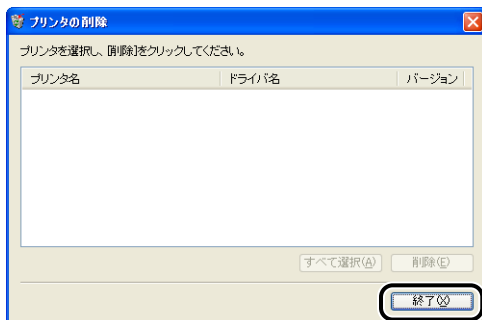 プリンタの削除
プリンタを選択し、[削除]をクリックしてください。
プリンタ名 ドライバ名 バージョン
すべて選択(A) 削除(E)
終了(X)